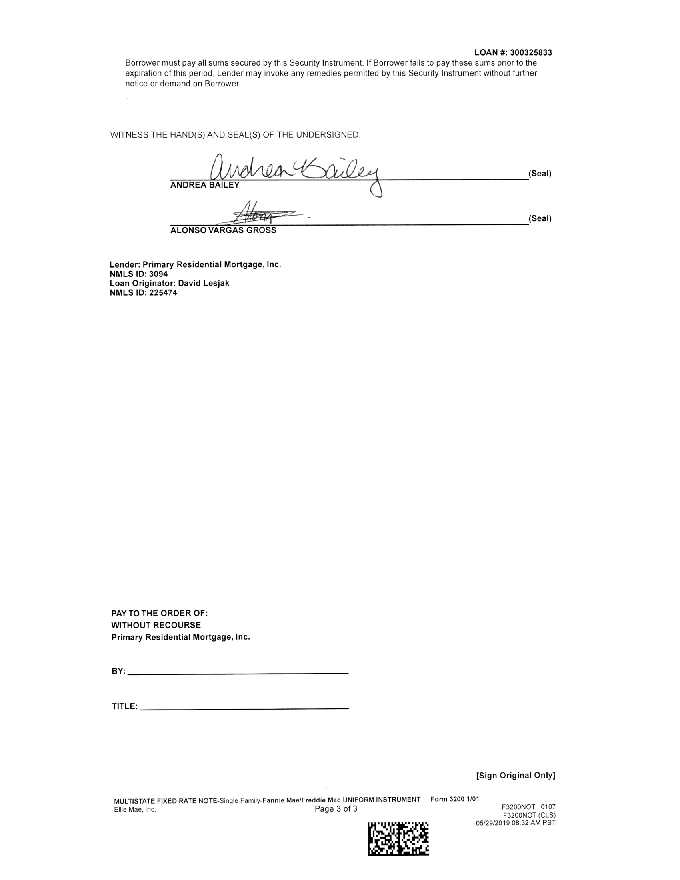 LOAN #: 300325833
Borrower must pay all sums secured by this Security Instrument. If Borrower fails to pay these sums prior to the
expiration of this period, Lender may invoke any remedies permitted by this Security Instrument without further
notice or demand on Borrower.
WITNESS THE HAND(S) AND SEAL(S) OF THE UNDERSIGNED.
Andrea Bailey (Seal)
ANDREA BAILEY
(Seal)
ALONSO VARGAS GROSS
Lender: Primary Residential Mortgage, Inc.
NMLS ID: 3094
Loan Originator: David Lesjak
NMLS ID: 225474
PAY TO THE ORDER OF:
WITHOUT RECOURSE
Primary Residential Mortgage, Inc.
BY:
TITLE:
[Sign Original Only]
MULTISTATE FIXED RATE NOTE-Single Family-Fannie Mae/Freddie Mac UNIFORM INSTRUMENT Form 3200 1/01
Ellie Mae, Inc. Page 3 of 3 F3200NOT 0107
F3200NOT (CLS)
05/29/2019 08:32 AM PST